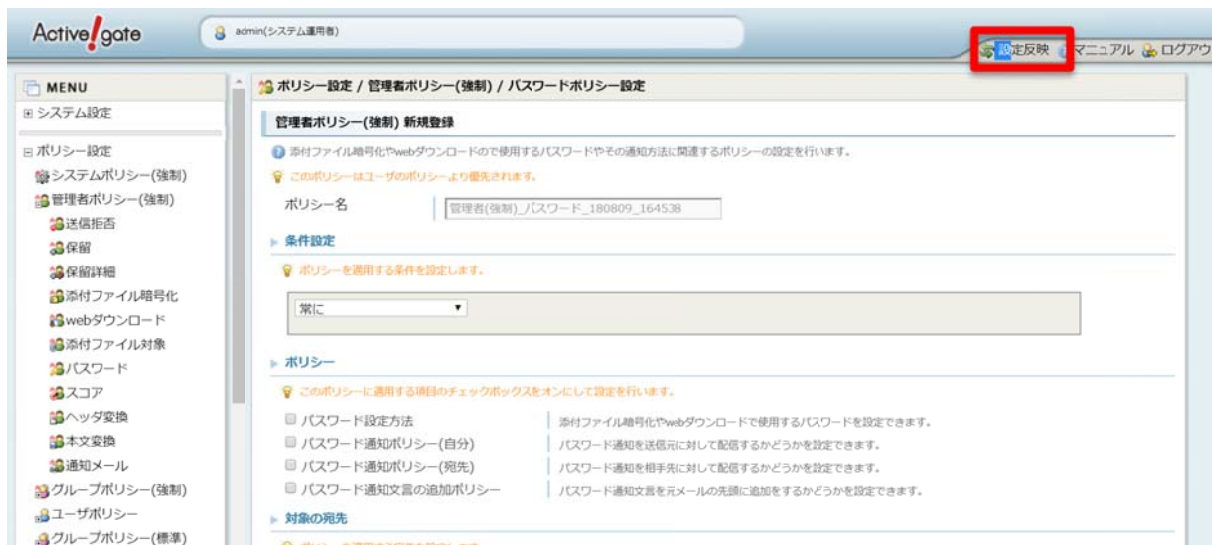 Active!gate
admin(システム運用者)
設定反映 マニュアル ログアウ
MENU
システム設定
ポリシー設定
システムポリシー(強制)
管理者ポリシー(強制)
送信拒否
保留
保留詳細
添付ファイル暗号化
webダウンロード
添付ファイル対象
パスワード
スコア
ヘッダ変換
本文変換
通知メール
グループポリシー(強制)
ユーザポリシー
グループポリシー(標準)
ポリシー設定 / 管理者ポリシー(強制) / パスワードポリシー設定
管理者ポリシー(強制) 新規登録
添付ファイル暗号化やwebダウンロードので使用するパスワードやその通知方法に関連するポリシーの設定を行います。
このポリシーはユーザのポリシーより優先されます。
ポリシー名 管理者(強制)_パスワード_180809_164538
条件設定
ポリシーを適用する条件を設定します。
常に
ポリシー
このポリシーに適用する項目のチェックボックスをオンにして設定を行います。
パスワード設定方法 添付ファイル暗号化やwebダウンロードで使用するパスワードを設定できます。
パスワード通知ポリシー(自分) パスワード通知を送信元に対して配信するかどうかを設定できます。
パスワード通知ポリシー(宛先) パスワード通知を相手先に対して配信するかどうかを設定できます。
パスワード通知文言の追加ポリシー パスワード通知文言を元メールの先頭に追加をするかどうかを設定できます。
対象の宛先